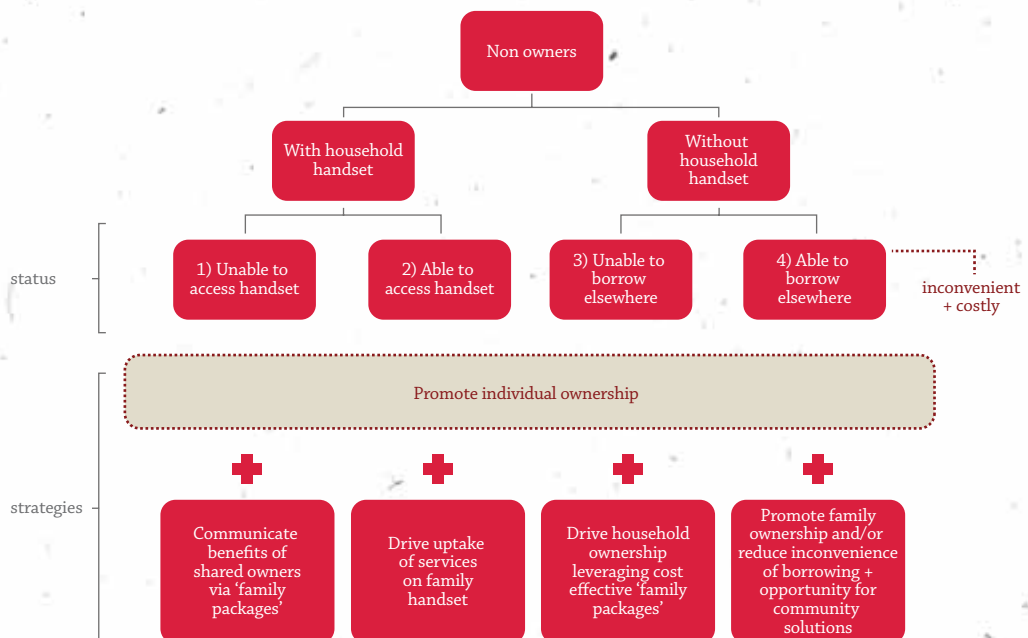 Non owners
With household
handset
Without
household
handset
status
1) Unable to
access handset
2) Able to
access handset
3) Unable to
borrow
elsewhere
4) Able to
borrow
elsewhere
inconvenient
+ costly
Promote individual ownership
strategies
Communicate
benefits of
shared owners
via ‘family
packages’
Drive uptake
of services
on family
handset
Drive household
ownership
leveraging cost
effective ‘family
packages’
Promote family
ownership and/or
reduce inconvenience
of borrowing +
opportunity for
community
solutions